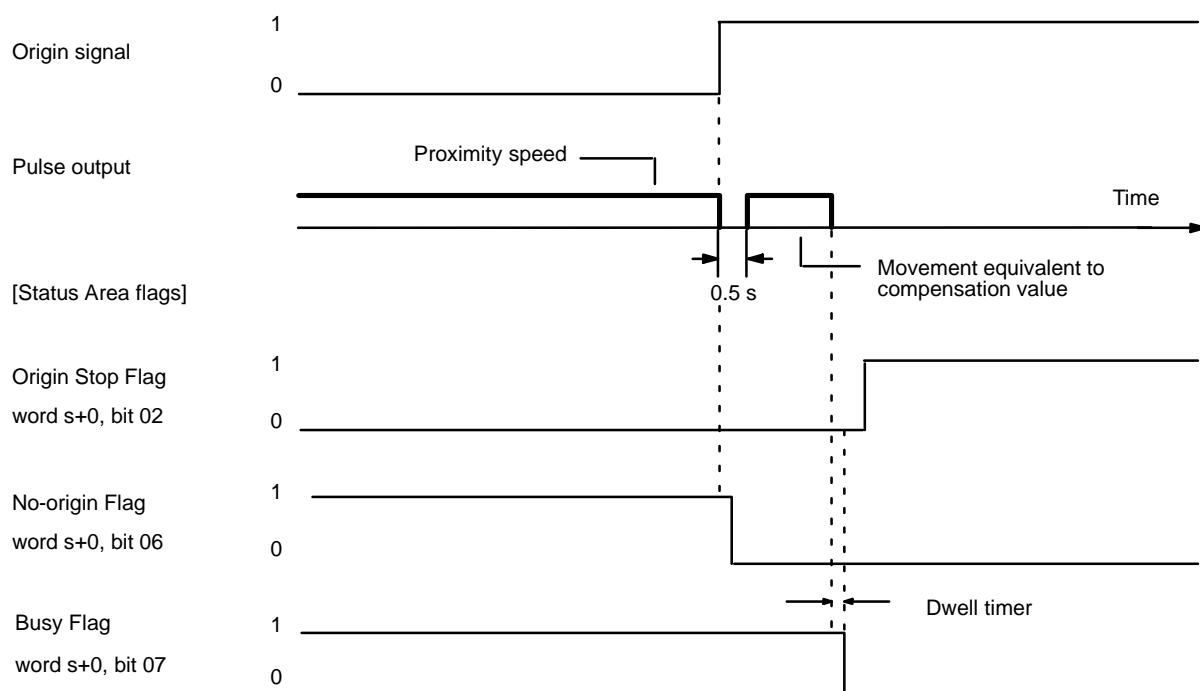 1
Origin signal
0
Proximity speed
Pulse output
Time
Movement equivalent to
compensation value
[Status Area flags]
0.5 s
1
Origin Stop Flag
word s+0, bit 02
0
1
No-origin Flag
word s+0, bit 06
0
Dwell timer
Busy Flag
1
word s+0, bit 07
0